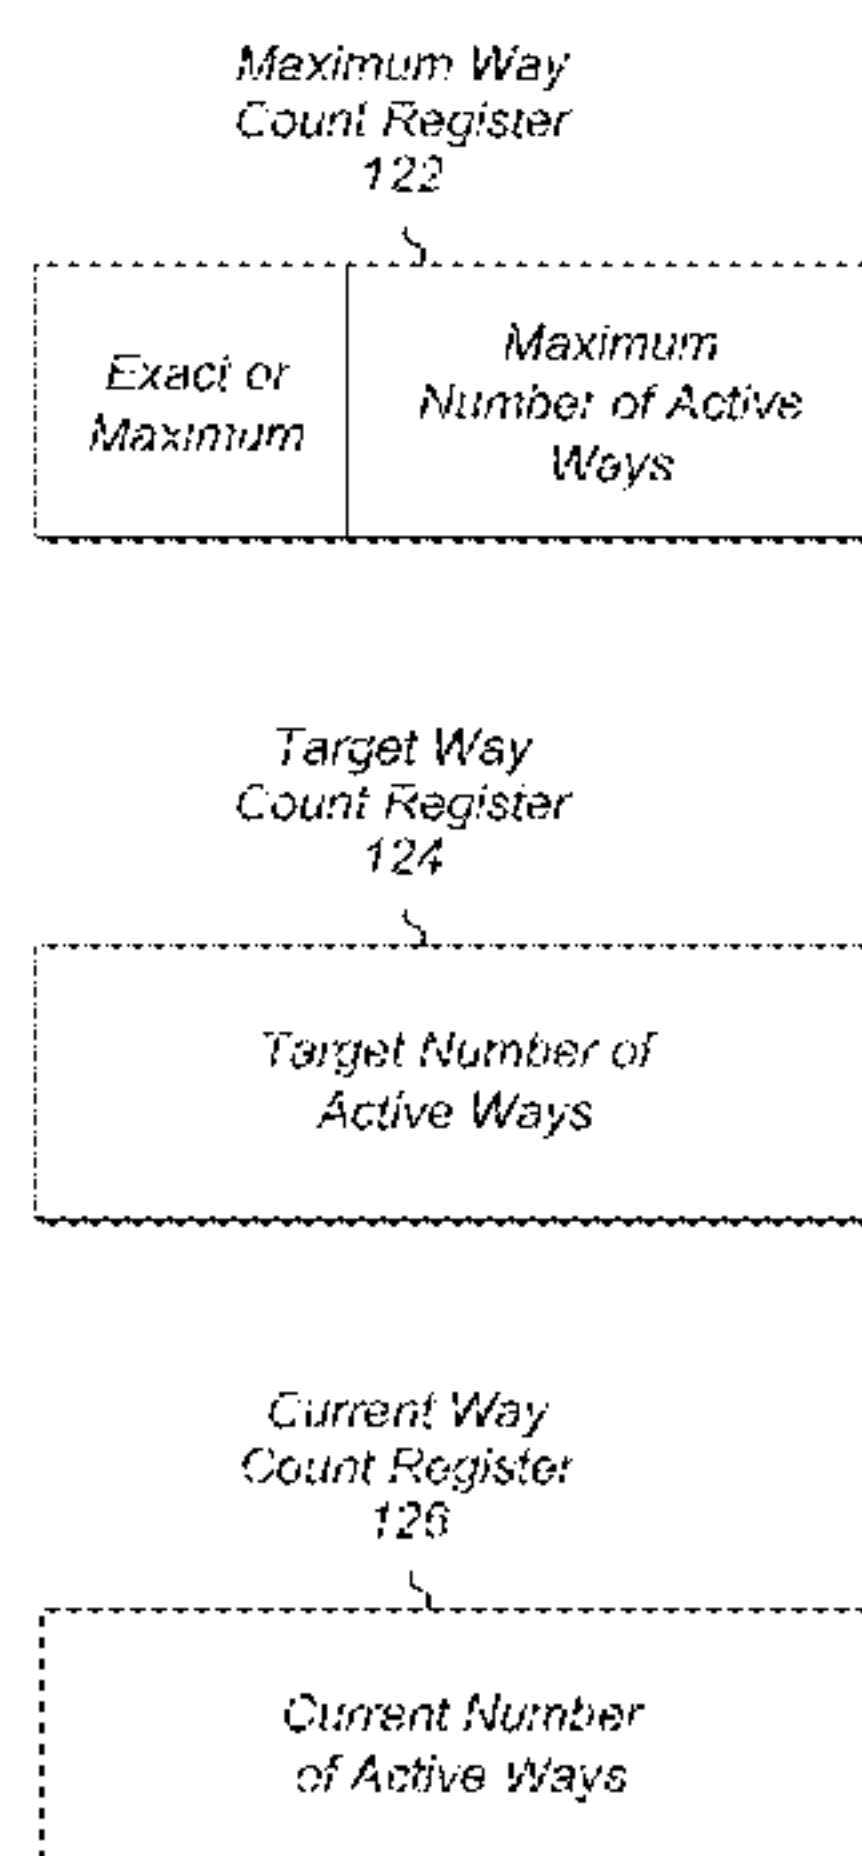 Maximum Way
Count Register
122
Exact or
Maximum
Maximum
Number of Active
Ways
Target Way
Count Register
124
Target Number of
Active Ways
Current Way
Count Register
126
Current Number
of Active Ways